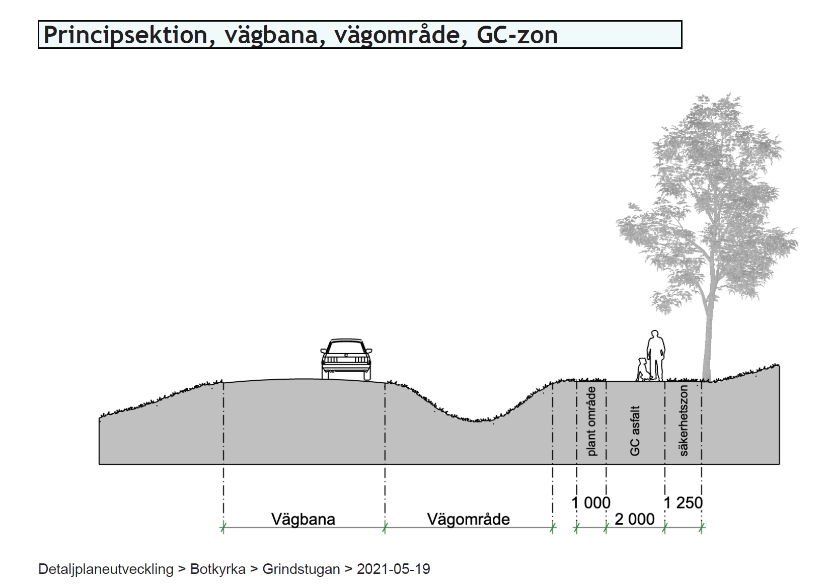 Principsektion, vägbana, vägområde, GC-zon
plant område
GC asfalt
säkerhetszon
1 000
1 250
Vägbana
Vägområde
2 000
Detaljplaneutveckling > Botkyrka > Grindstugan > 2021-05-19